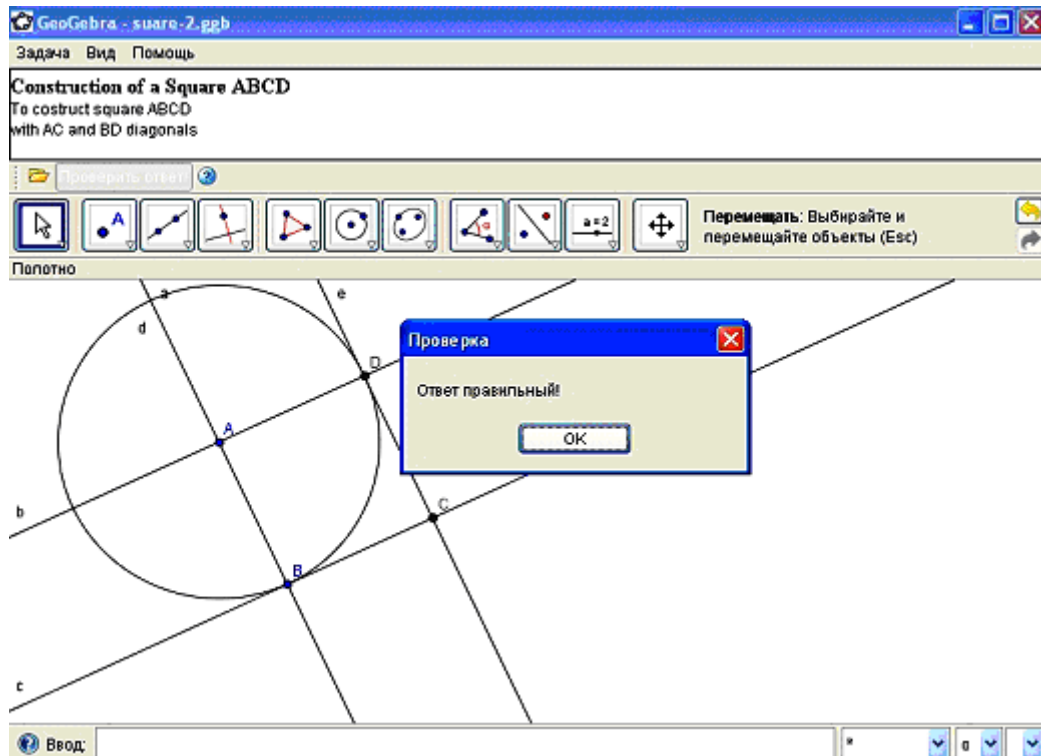 GeoGebra - suare-2.ggb
Задача Вид Помощь
Construction of a Square ABCD
To costruct square ABCD
with AC and BD diagonals
Проверить ответ!
A
a=2
Перемещать: Выбирайте и
перемещайте объекты (Esc)
Полотно
a
e
d
D
Проверка
Ответ правильный!
OK
A
C
b
B
c
Ввод:
α